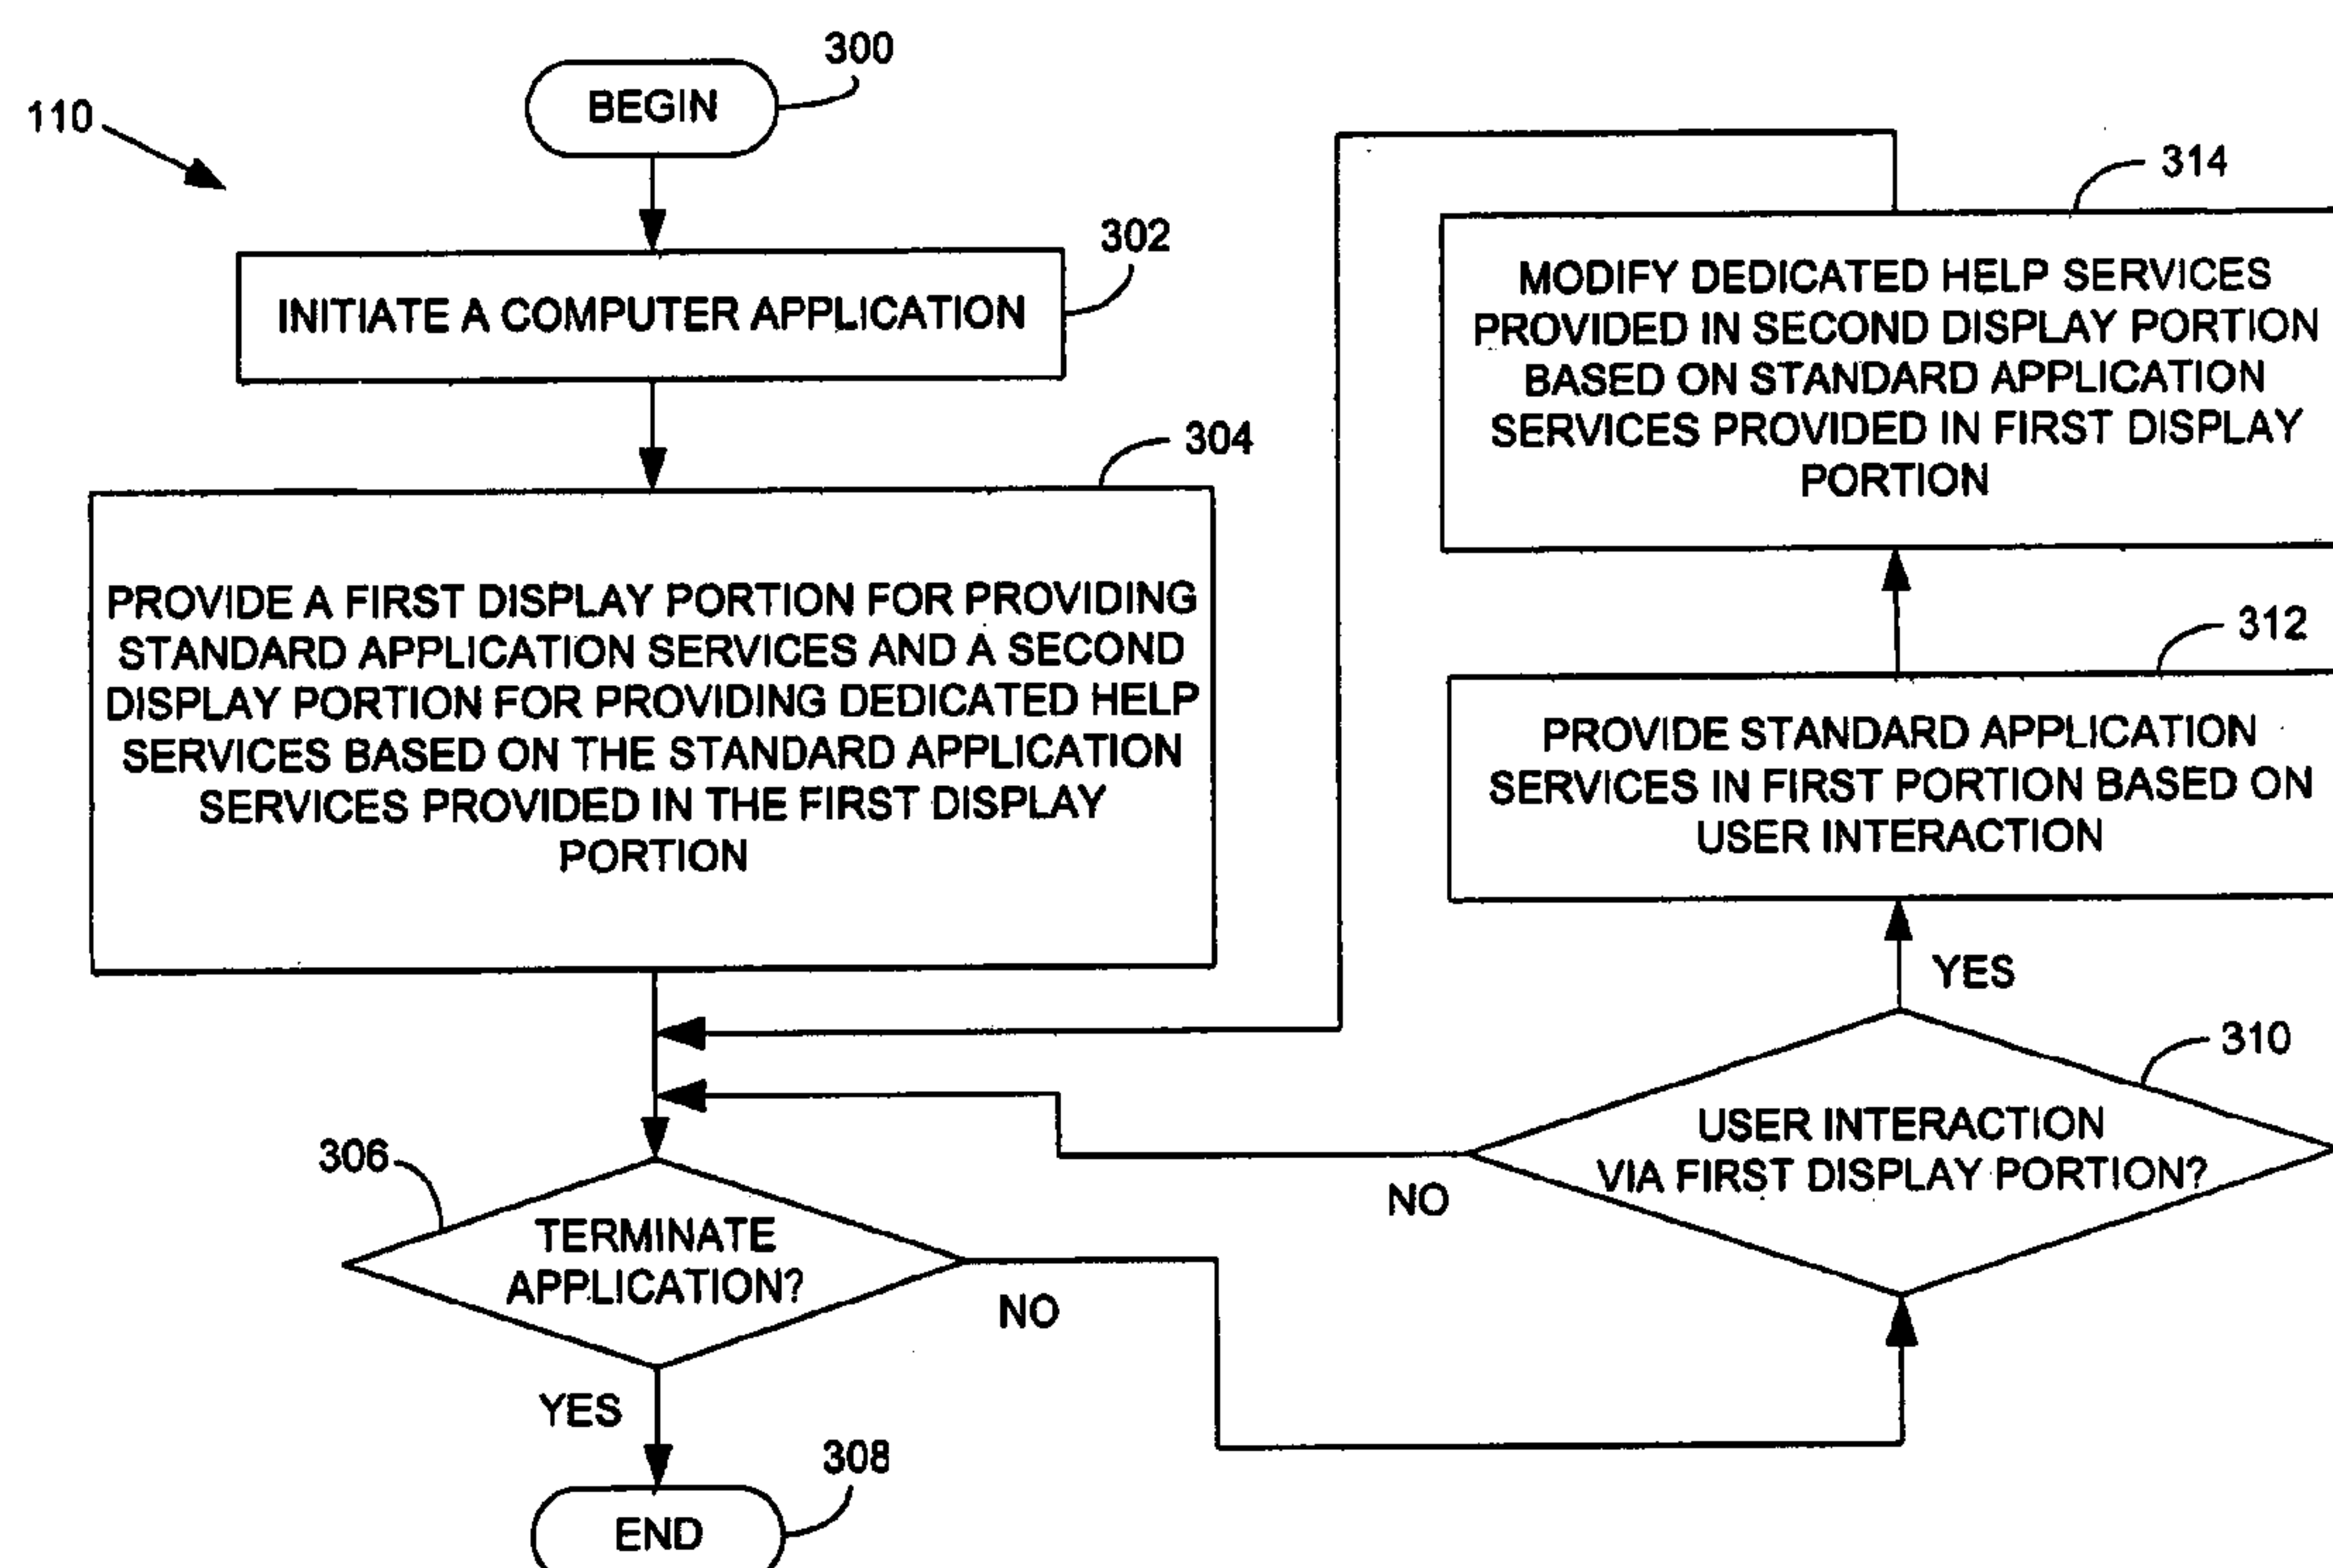 300
BEGIN
110
302
INITIATE A COMPUTER APPLICATION
304
PROVIDE A FIRST DISPLAY PORTION FOR PROVIDING
STANDARD APPLICATION SERVICES AND A SECOND
DISPLAY PORTION FOR PROVIDING DEDICATED HELP
SERVICES BASED ON THE STANDARD APPLICATION
SERVICES PROVIDED IN THE FIRST DISPLAY
PORTION
306
TERMINATE
APPLICATION?
NO
YES
308
END
310
USER INTERACTION
VIA FIRST DISPLAY PORTION?
NO
YES
312
PROVIDE STANDARD APPLICATION
SERVICES IN FIRST PORTION BASED ON
USER INTERACTION
314
MODIFY DEDICATED HELP SERVICES
PROVIDED IN SECOND DISPLAY PORTION
BASED ON STANDARD APPLICATION
SERVICES PROVIDED IN FIRST DISPLAY
PORTION